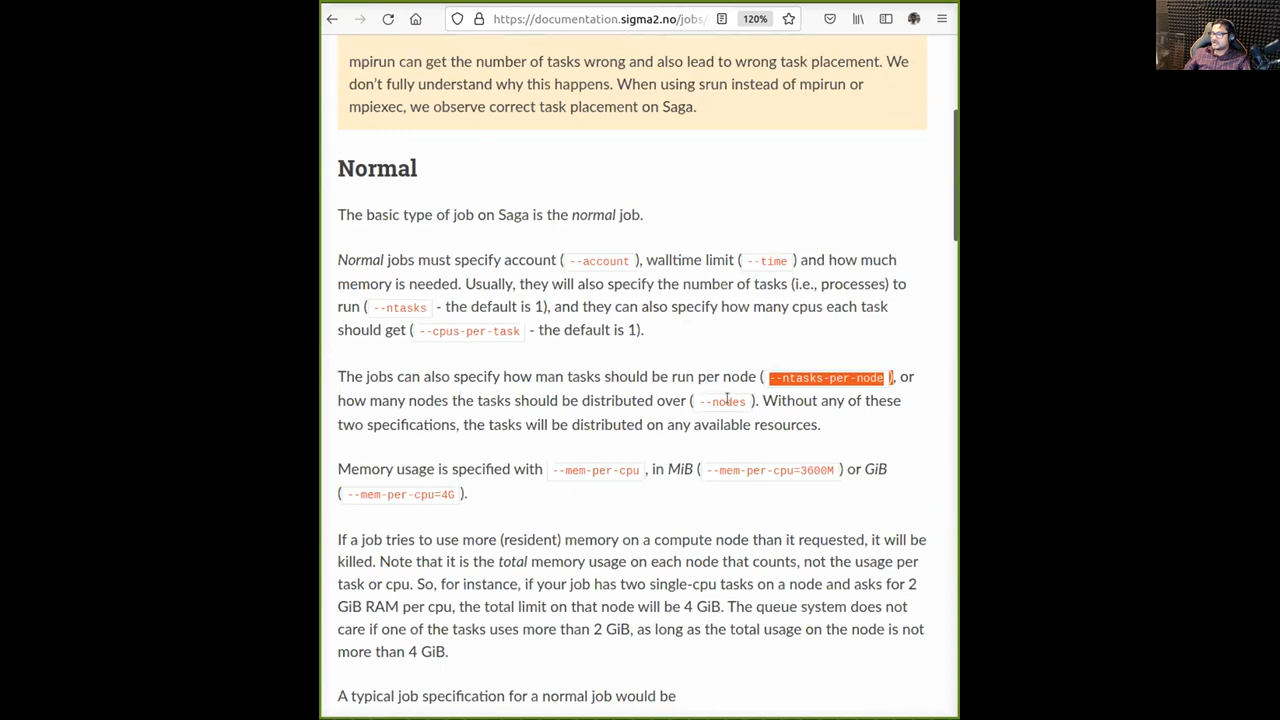 https://documentation.sigma2.no/jobs/
120%
mpirun can get the number of tasks wrong and also lead to wrong task placement. We
don't fully understand why this happens. When using srun instead of mpirun or
mpiexec, we observe correct task placement on Saga.
Normal
The basic type of job on Saga is the normal job.
Normal jobs must specify account ( --account ), walltime limit ( --time ) and how much
memory is needed. Usually, they will also specify the number of tasks (i.e., processes) to
run ( --ntasks - the default is 1), and they can also specify how many cpus each task
should get ( --cpus-per-task - the default is 1).
The jobs can also specify how man tasks should be run per node ( --ntasks-per-node ), or
how many nodes the tasks should be distributed over ( --nodes ). Without any of these
two specifications, the tasks will be distributed on any available resources.
Memory usage is specified with --mem-per-cpu , in MiB ( --mem-per-cpu=3600M ) or GiB
( --mem-per-cpu=4G ).
If a job tries to use more (resident) memory on a compute node than it requested, it will be
killed. Note that it is the total memory usage on each node that counts, not the usage per
task or cpu. So, for instance, if your job has two single-cpu tasks on a node and asks for 2
GiB RAM per cpu, the total limit on that node will be 4 GiB. The queue system does not
care if one of the tasks uses more than 2 GiB, as long as the total usage on the node is not
more than 4 GiB.
A typical job specification for a normal job would be